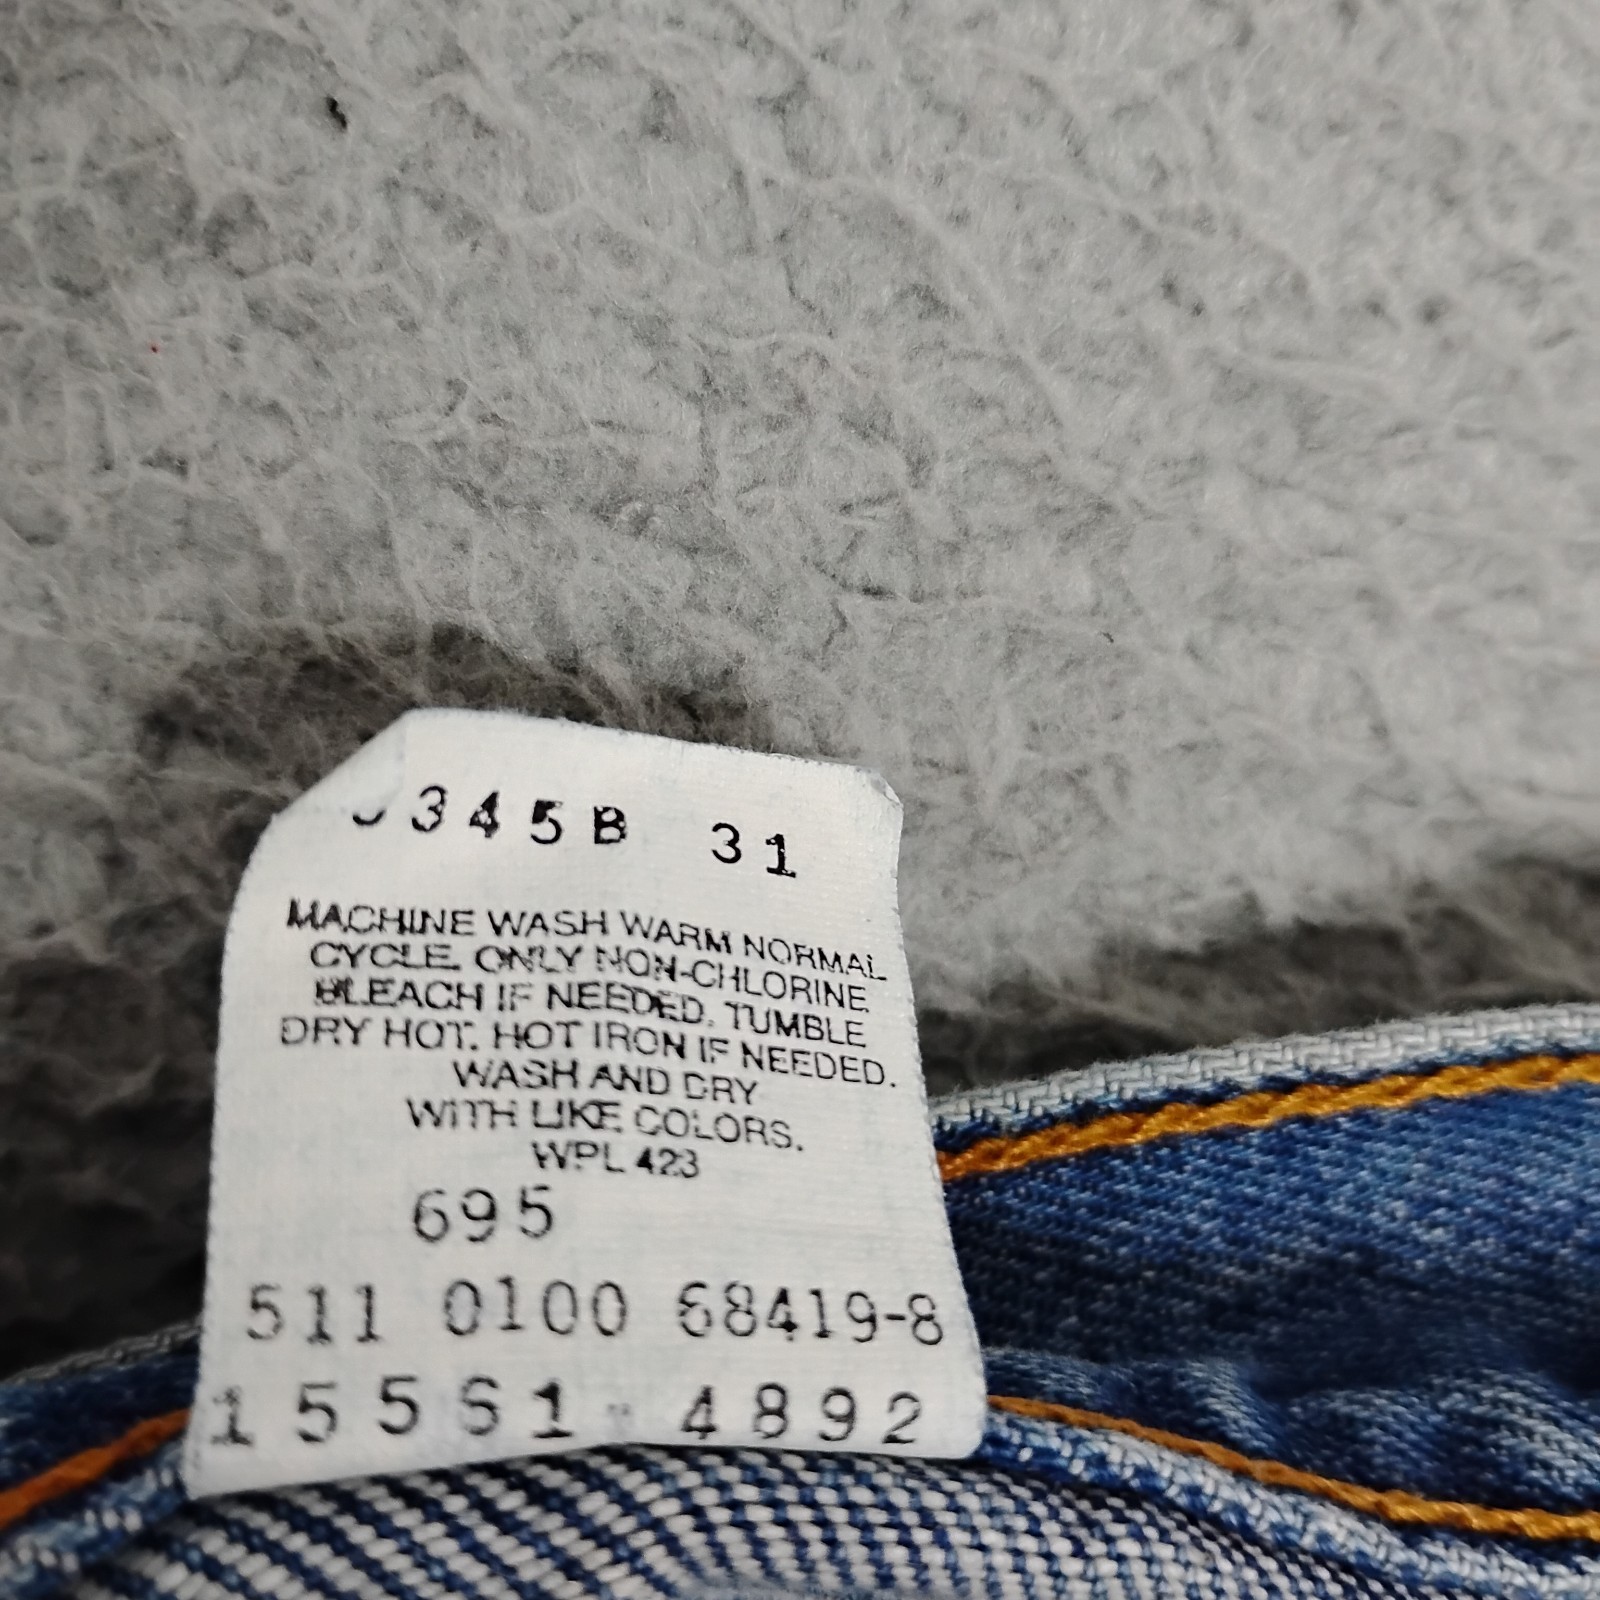 345B 31
MACHINE WASH WARM NORMAL
CYCLE. ONLY NON-CHLORINE
BLEACH IF NEEDED. TUMBLE
DRY HOT. HOT IRON IF NEEDED.
WASH AND DRY
WITH LIKE COLORS.
WPL 423
695
511 0100 68419-8
15561 4892